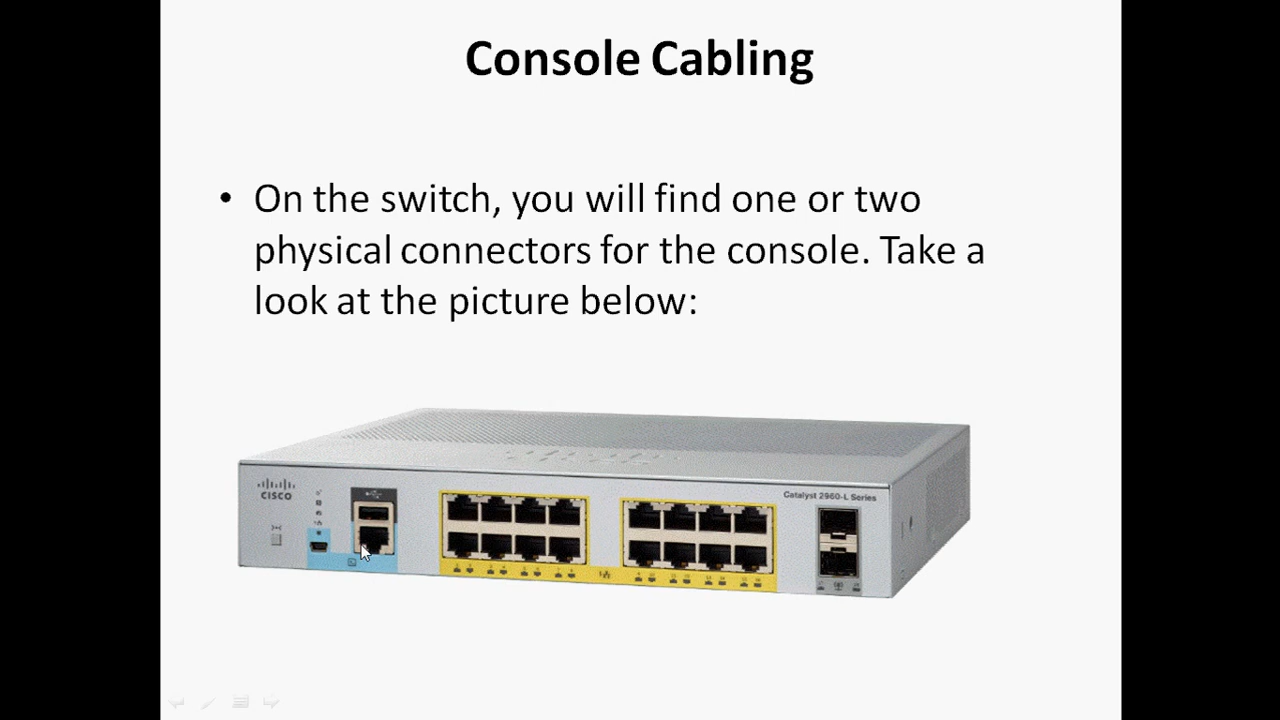 Console Cabling
• On the switch, you will find one or two
physical connectors for the console. Take a
look at the picture below:
CISCO
Catalyst 2960-L Series